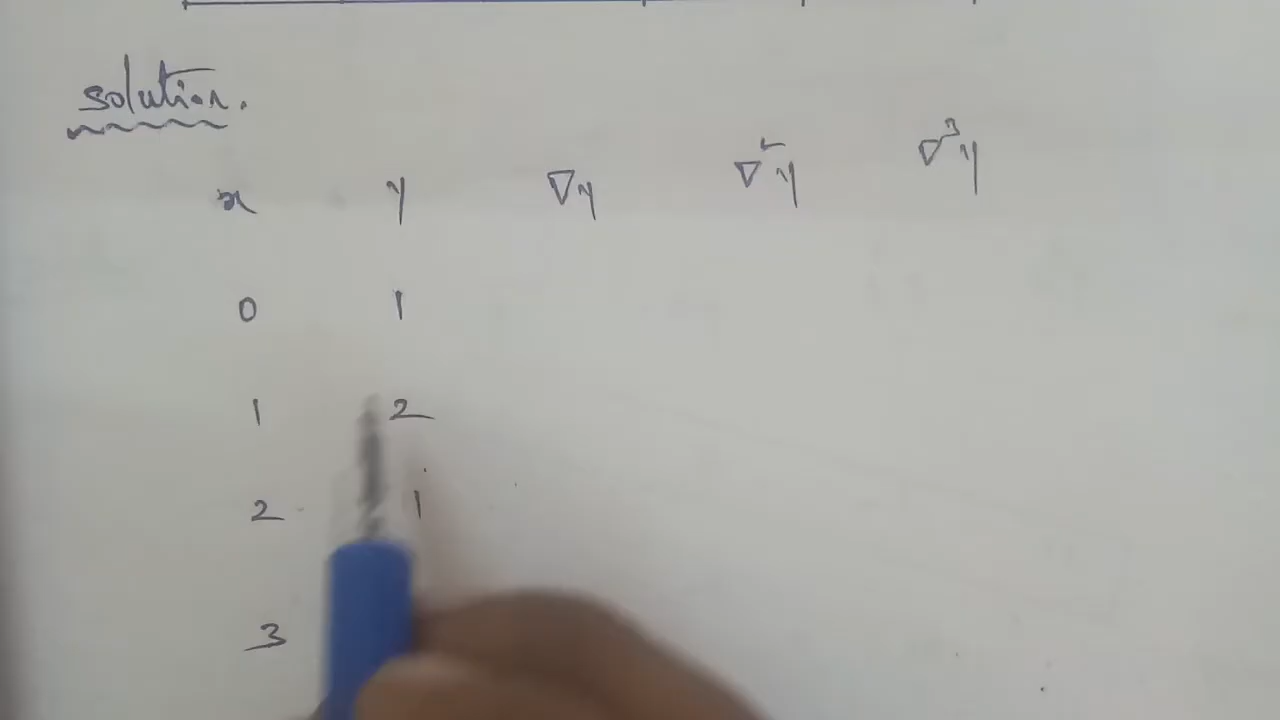 solution.
x y ∇y ∇²y ∇³y
0 1
1 2
2 1
3